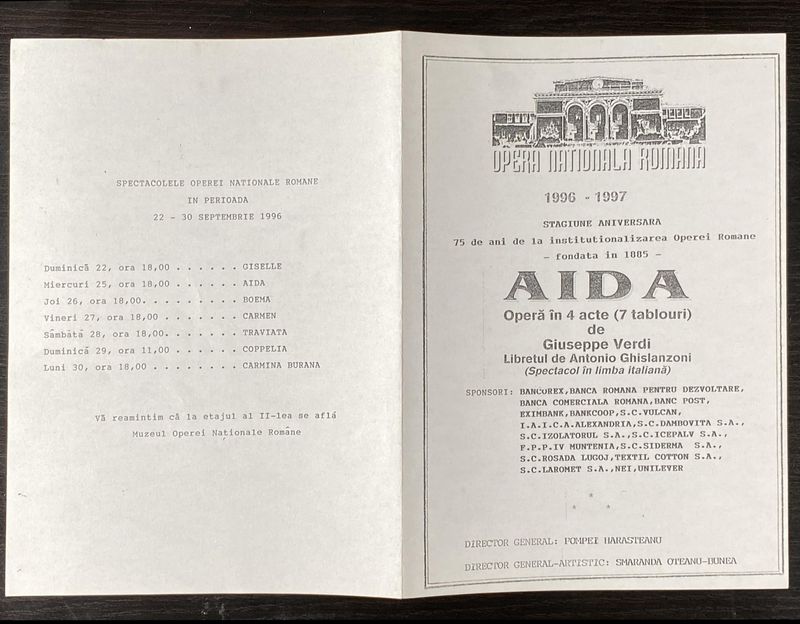 SPECTACOLELE OPEREI NATIONALE ROMANE
IN PERIOADA
22 - 30 SEPTEMBRIE 1996
Duminică 22, ora 18,00 . . . . . . GISELLE
Miercuri 25, ora 18,00 . . . . . . AIDA
Joi 26, ora 18,00. . . . . . . . . BOEMA
Vineri 27, ora 18,00 . . . . . . . CARMEN
Sâmbătă 28, ora 18,00. . . . . . . TRAVIATA
Duminică 29, ora 11,00 . . . . . . COPPELIA
Luni 30, ora 18,00 . . . . . . . . CARMINA BURANA
Vă reamintim că la etajul al II-lea se află
Muzeul Operei Naționale Române
OPERA NATIONALA ROMANA
1996 - 1997
STAGIUNE ANIVERSARA
75 de ani de la institutionalizarea Operei Romane
- fondata in 1885 -
AIDA
Operă în 4 acte (7 tablouri)
de
Giuseppe Verdi
Libretul de Antonio Ghislanzoni
(Spectacol în limba italiană)
SPONSORI: BANCOREX,BANCA ROMANA PENTRU DEZVOLTARE,
BANCA COMERCIALA ROMANA,BANC POST,
EXIMBANK,BANKCOOP,S.C.VULCAN,
I.A.I.C.A.ALEXANDRIA,S.C.DAMBOVITA S.A.,
S.C.IZOLATORUL S.A.,S.C.ICEPALV S.A.,
F.P.P.IV MUNTENIA,S.C.SIDERMA S.A.,
S.C.ROSADA LUGOJ,TEXTIL COTTON S.A.,
S.C.LAROMET S.A.,NEI,UNILEVER
*
* *
DIRECTOR GENERAL: POMPEI HARASTEANU
DIRECTOR GENERAL-ARTISTIC: SMARANDA OTEANU-BUNEA